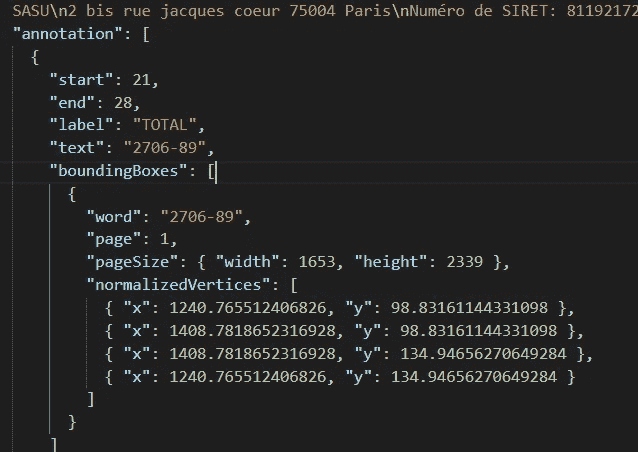 SASU\n2 bis rue jacques coeur 75004 Paris\nNuméro de SIRET: 81192172
"annotation": [
{
"start": 21,
"end": 28,
"label": "TOTAL",
"text": "2706-89",
"boundingBoxes": [
{
"word": "2706-89",
"page": 1,
"pageSize": { "width": 1653, "height": 2339 },
"normalizedVertices": [
{ "x": 1240.765512406826, "y": 98.83161144331098 },
{ "x": 1408.7818652316928, "y": 98.83161144331098 },
{ "x": 1408.7818652316928, "y": 134.94656270649284 },
{ "x": 1240.765512406826, "y": 134.94656270649284 }
]
}
]